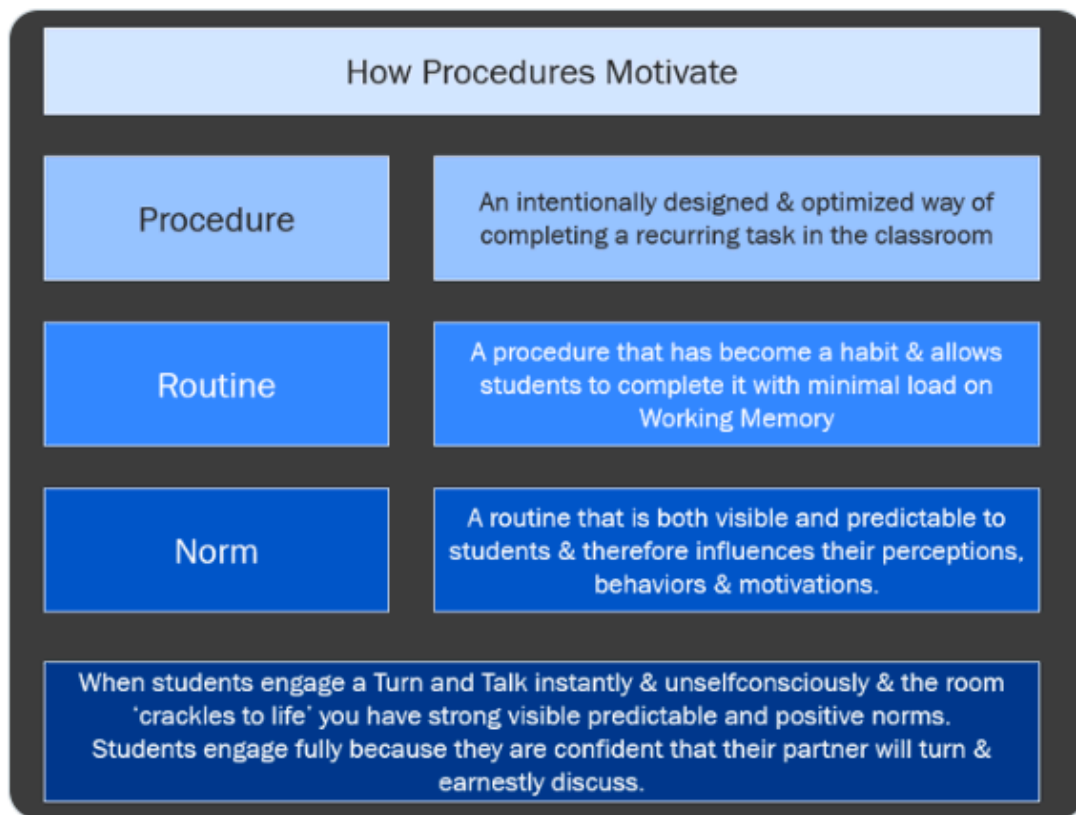 How Procedures Motivate
Procedure
An intentionally designed & optimized way of
completing a recurring task in the classroom
Routine
A procedure that has become a habit & allows
students to complete it with minimal load on
Working Memory
Norm
A routine that is both visible and predictable to
students & therefore influences their perceptions,
behaviors & motivations.
When students engage a Turn and Talk instantly & unselfconsciously & the room
‘crackles to life’ you have strong visible predictable and positive norms.
Students engage fully because they are confident that their partner will turn &
earnestly discuss.